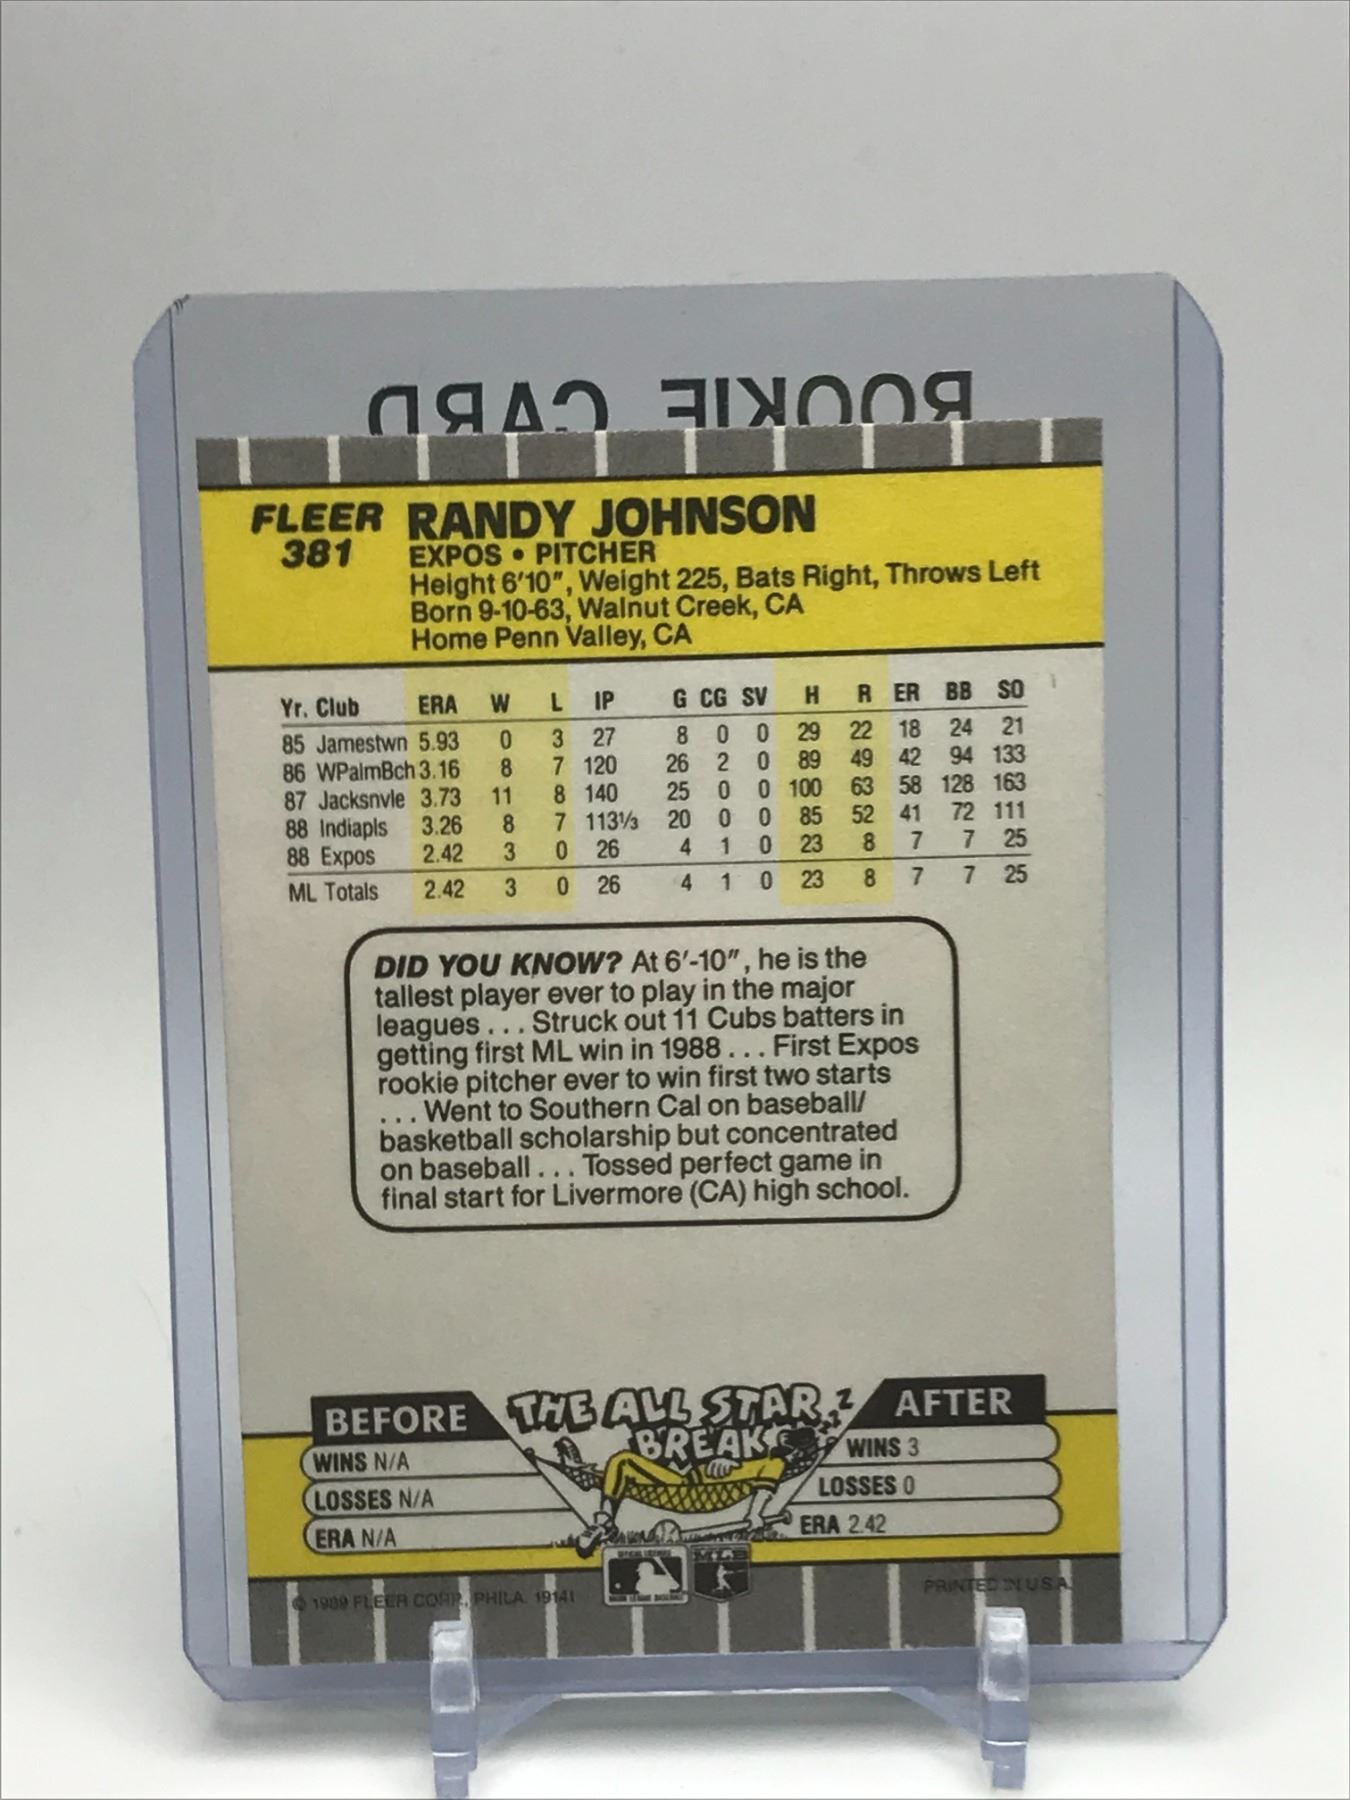 ROOKIE CARD
FLEER
381
RANDY JOHNSON
EXPOS • PITCHER
Height 6'10", Weight 225, Bats Right, Throws Left
Born 9-10-63, Walnut Creek, CA
Home Penn Valley, CA
Yr. Club ERA W L IP G CG SV H R ER BB SO
85 Jamestwn 5.93 0 3 27 8 0 0 29 22 18 24 21
86 WPalmBch 3.16 8 7 120 26 2 0 89 49 42 94 133
87 Jacksnvle 3.73 11 8 140 25 0 0 100 63 58 128 163
88 Indiapls 3.26 8 7 113⅓ 20 0 0 85 52 41 72 111
88 Expos 2.42 3 0 26 4 1 0 23 8 7 7 25
ML Totals 2.42 3 0 26 4 1 0 23 8 7 7 25
DID YOU KNOW? At 6'-10", he is the
tallest player ever to play in the major
leagues . . . Struck out 11 Cubs batters in
getting first ML win in 1988 . . . First Expos
rookie pitcher ever to win first two starts
. . . Went to Southern Cal on baseball/
basketball scholarship but concentrated
on baseball . . . Tossed perfect game in
final start for Livermore (CA) high school.
THE ALL STAR
BREAK
ZZZZ
BEFORE
WINS N/A
LOSSES N/A
ERA N/A
AFTER
WINS 3
LOSSES 0
ERA 2.42
MLB
© 1989 FLEER CORP., PHILA. 19141
PRINTED IN U.S.A.